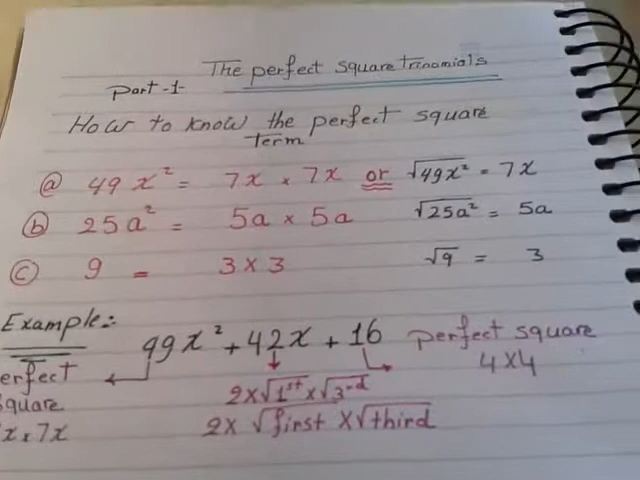 The perfect square trinomials
Part-1-
How to know the perfect square
term
ⓐ 49x² = 7x × 7x or √49x² = 7x
ⓑ 25a² = 5a × 5a √25a² = 5a
ⓒ 9 = 3×3 √9 = 3
Example:-
49x² + 42x + 16 perfect square
4×4
erfect
2×√1st×√3rd
quare
2× √first ×√third
x×7x